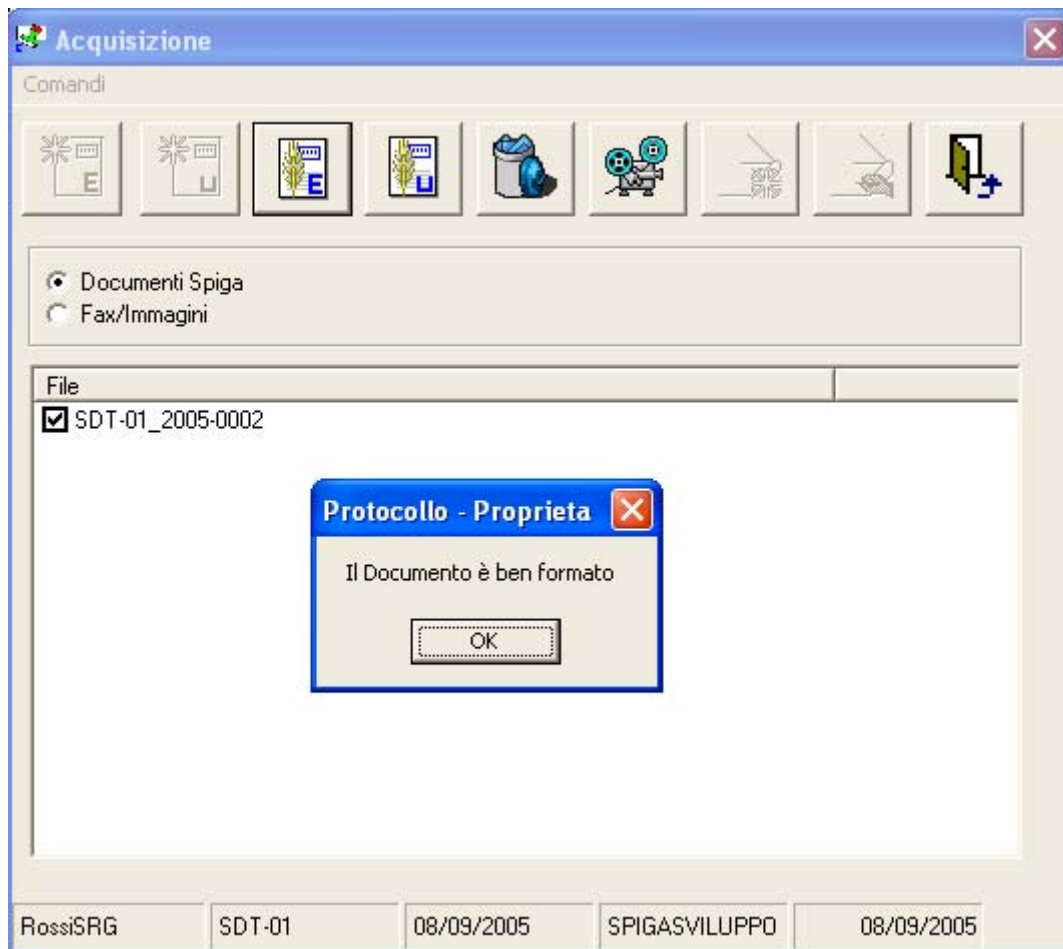 Acquisizione
Comandi
E U E U
Documenti Spiga
Fax/Immagini
File
SDT-01_2005-0002
Protocollo - Proprieta
Il Documento è ben formato
OK
RossiSRG SDT-01 08/09/2005 SPIGASVILUPPO 08/09/2005